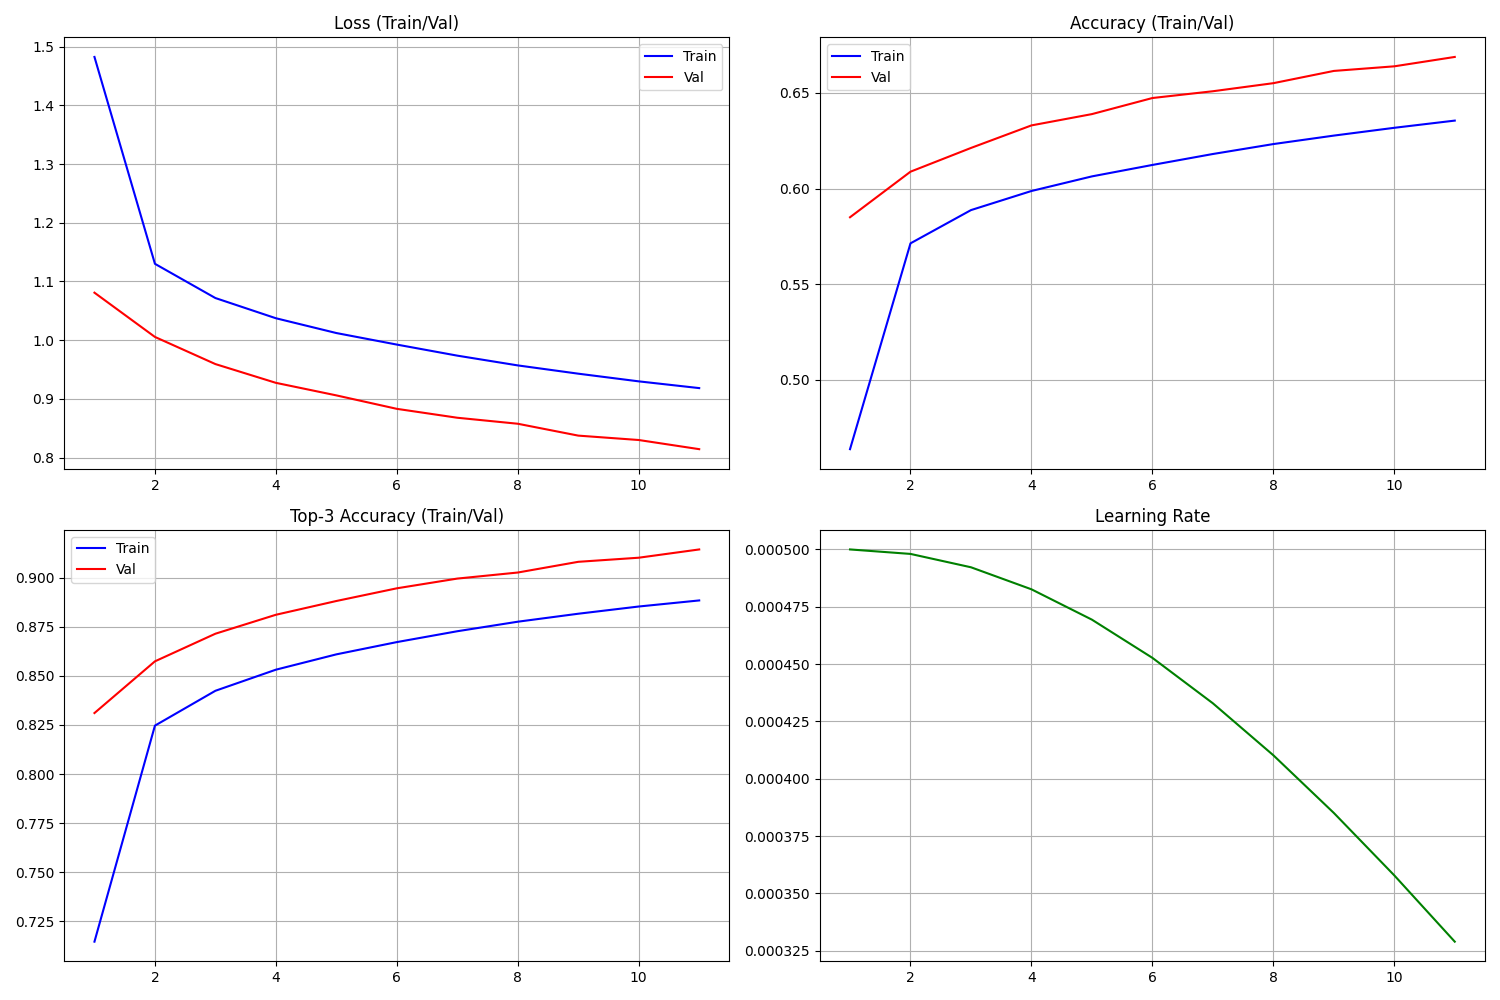 Loss (Train/Val)
Train
Val
1.5
1.4
1.3
1.2
1.1
1.0
0.9
0.8
2 4 6 8 10
Accuracy (Train/Val)
Train
Val
0.65
0.60
0.55
0.50
2 4 6 8 10
Top-3 Accuracy (Train/Val)
Train
Val
0.900
0.875
0.850
0.825
0.800
0.775
0.750
0.725
2 4 6 8 10
Learning Rate
0.000500
0.000475
0.000450
0.000425
0.000400
0.000375
0.000350
0.000325
2 4 6 8 10